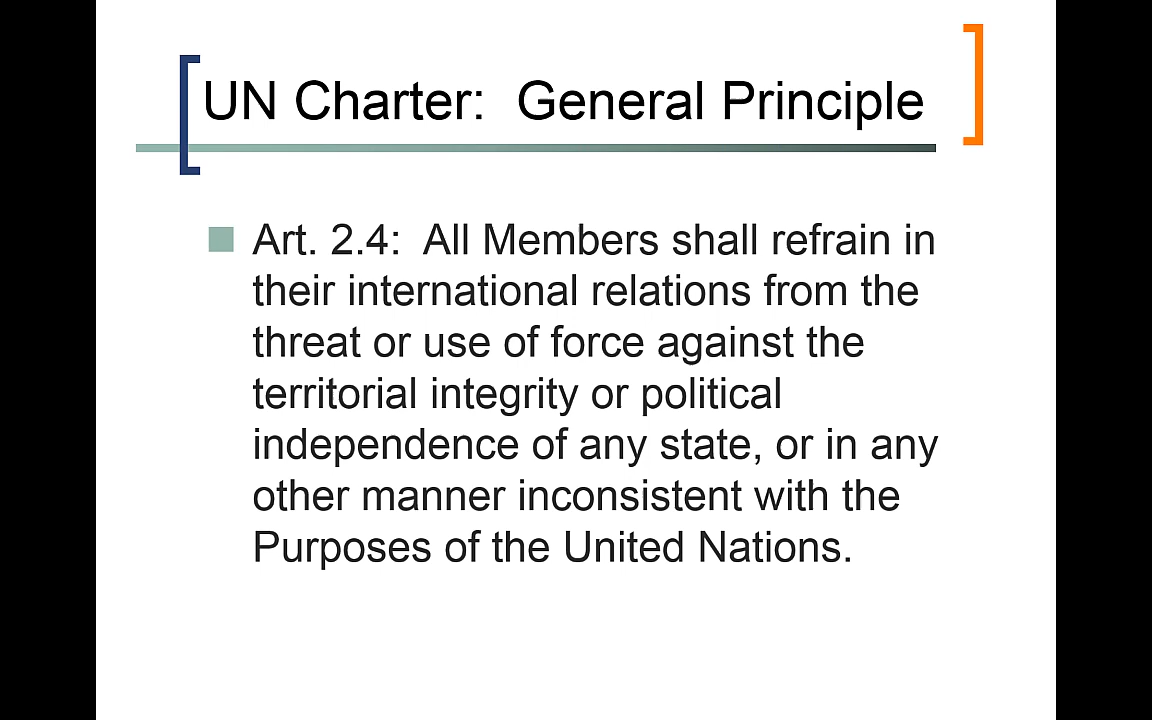 UN Charter:  General Principle
Art. 2.4:  All Members shall refrain in
their international relations from the
threat or use of force against the
territorial integrity or political
independence of any state, or in any
other manner inconsistent with the
Purposes of the United Nations.